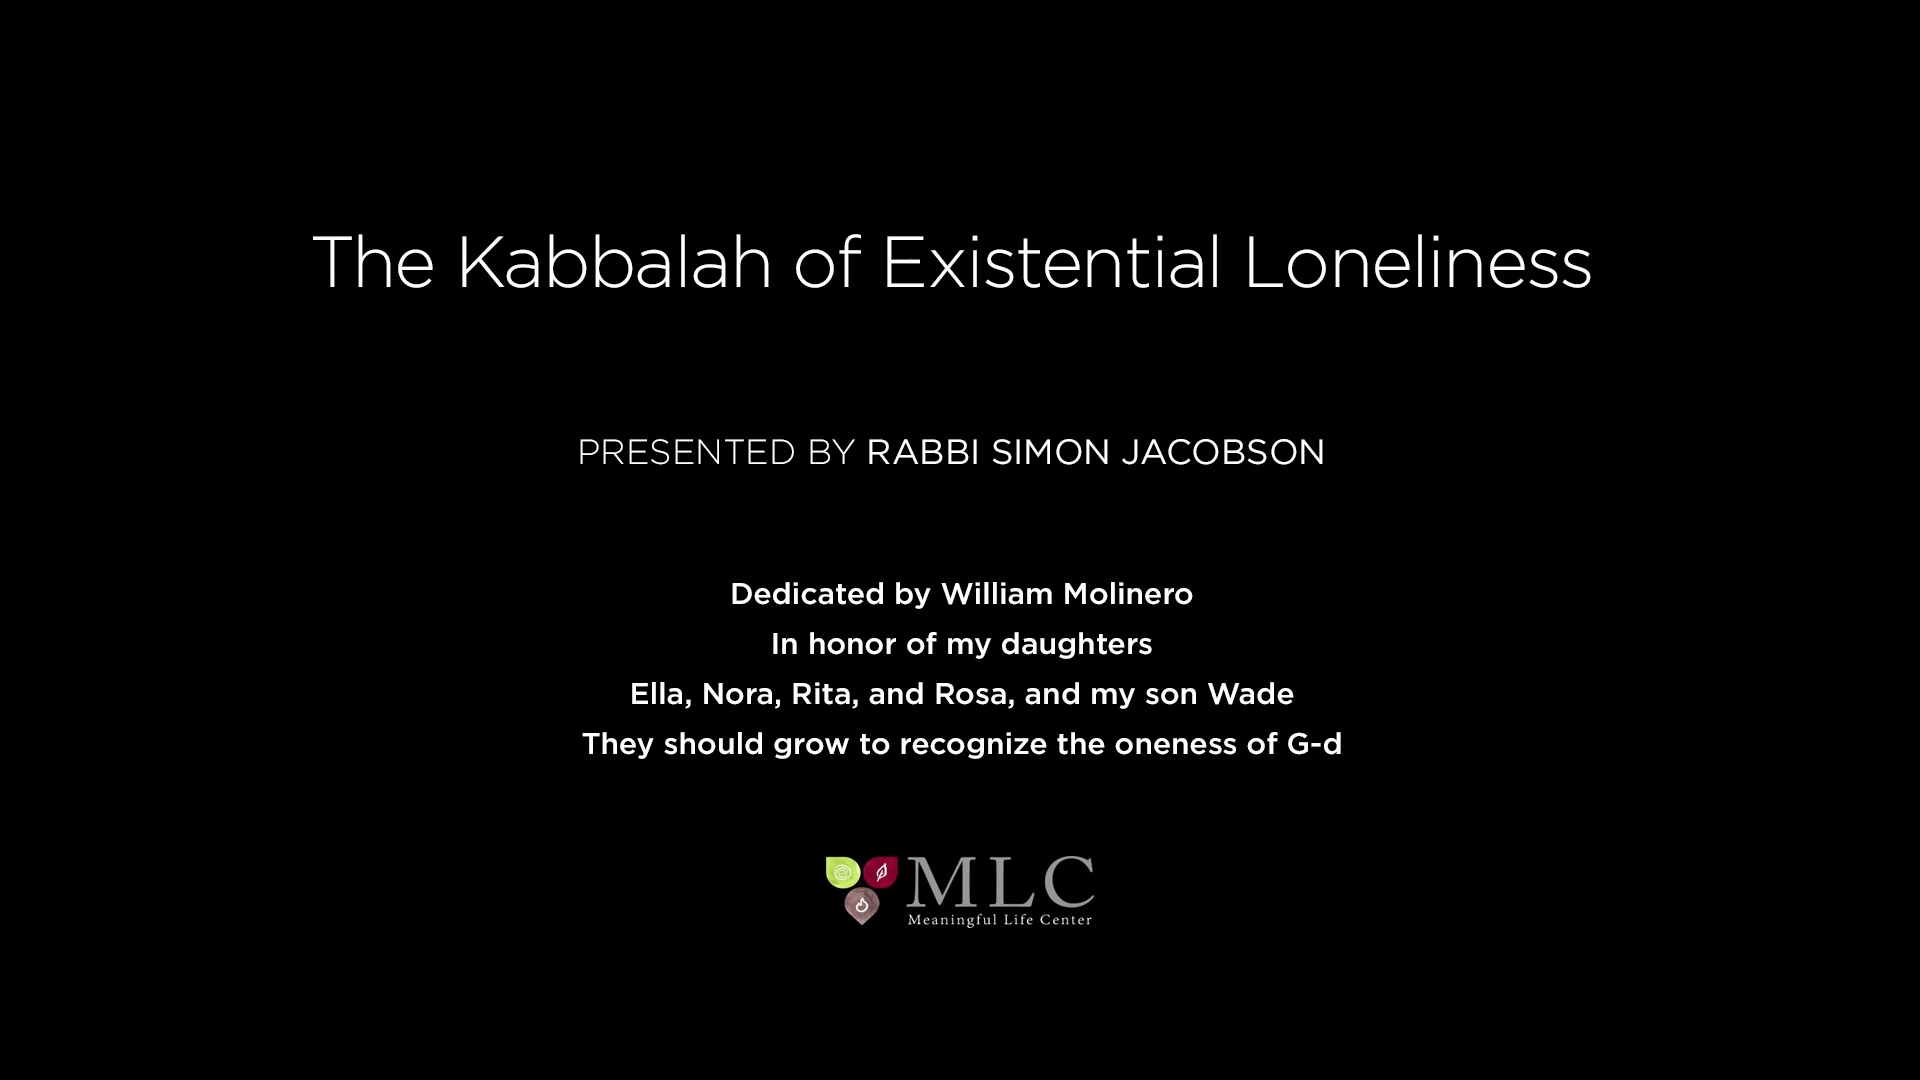 The Kabbalah of Existential Loneliness
PRESENTED BY RABBI SIMON JACOBSON
Dedicated by William Molinero
In honor of my daughters
Ella, Nora, Rita, and Rosa, and my son Wade
They should grow to recognize the oneness of G-d
MLC
Meaningful Life Center